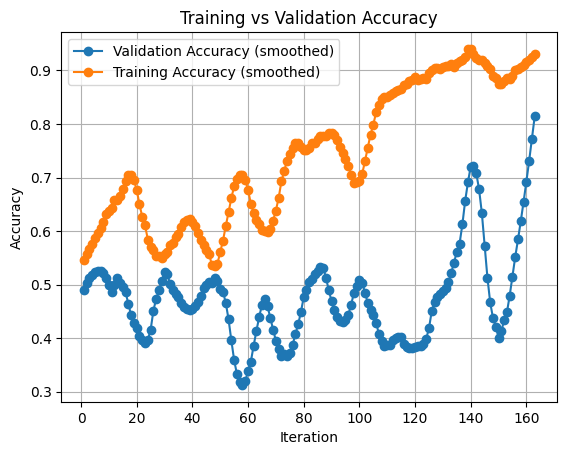 Training vs Validation Accuracy
Validation Accuracy (smoothed)
Training Accuracy (smoothed)
Accuracy
0.9
0.8
0.7
0.6
0.5
0.4
0.3
0 20 40 60 80 100 120 140 160
Iteration